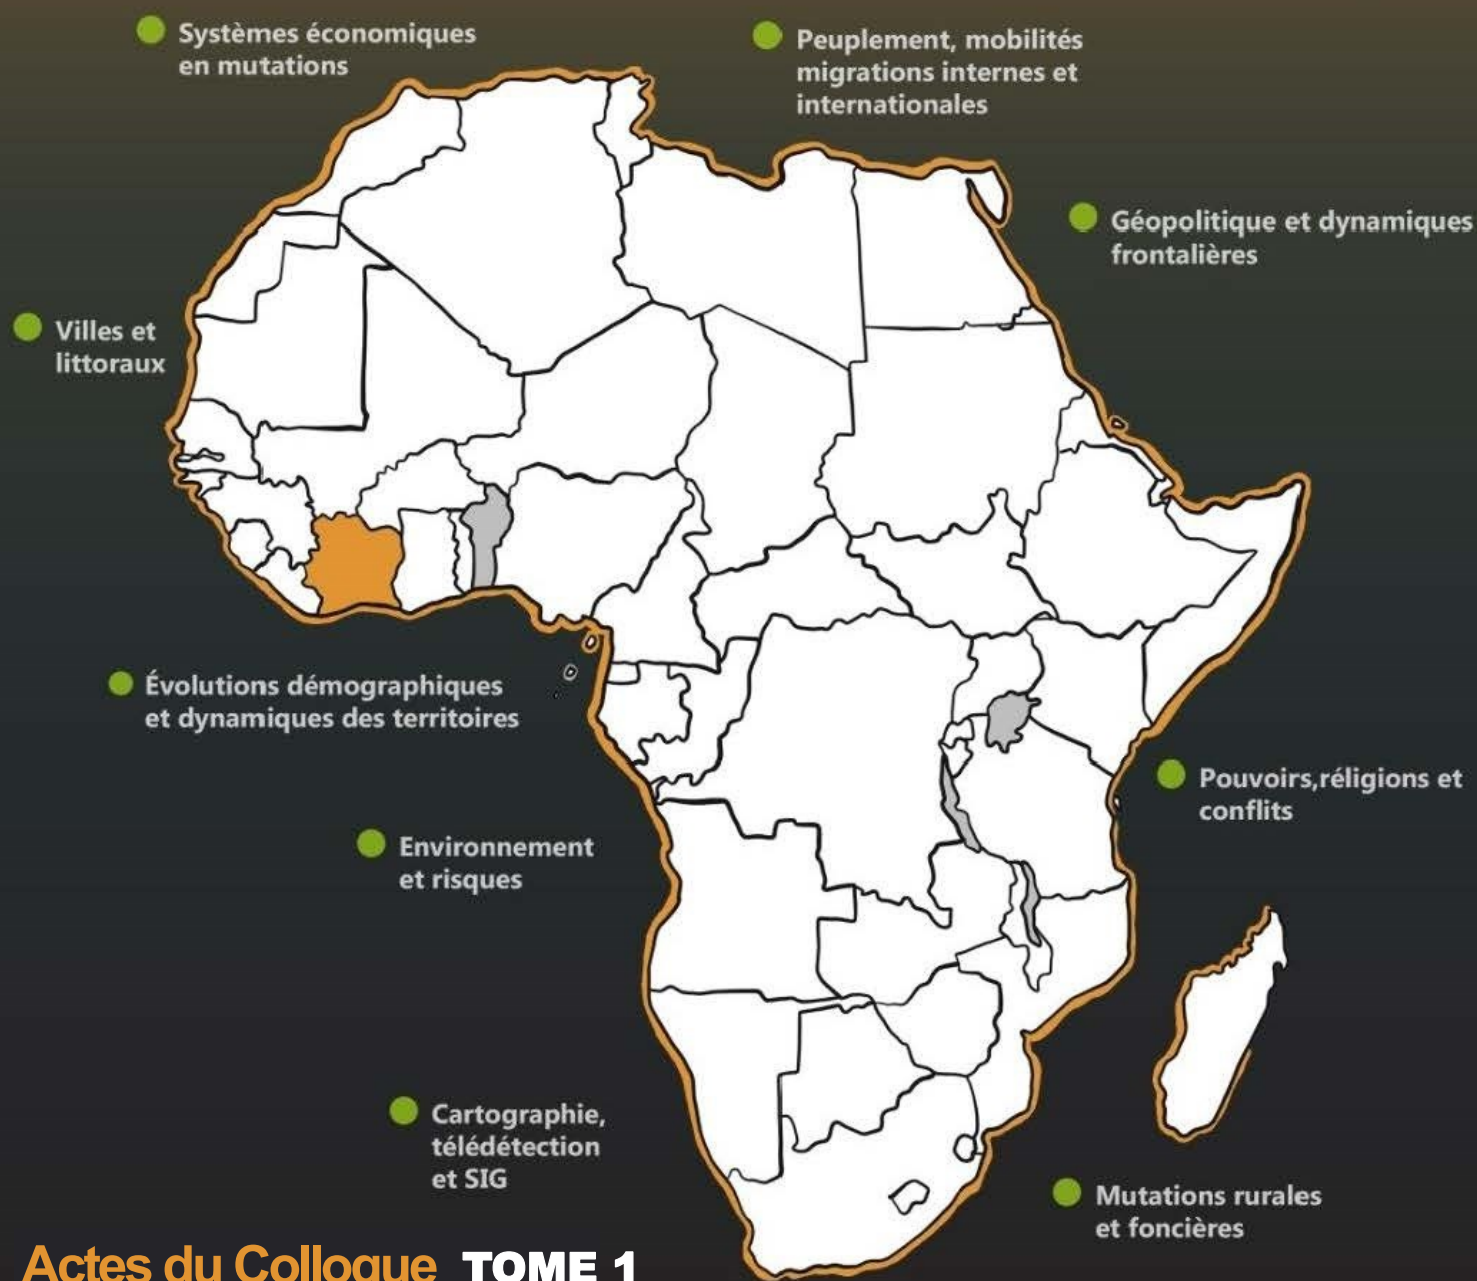 Systèmes économiques
en mutations
Peuplement, mobilités
migrations internes et
internationales
Géopolitique et dynamiques
frontalières
Villes et
littoraux
Évolutions démographiques
et dynamiques des territoires
Pouvoirs,réligions et
conflits
Environnement
et risques
Cartographie,
télédétection
et SIG
Mutations rurales
et foncières
Actes du Colloque TOME 1